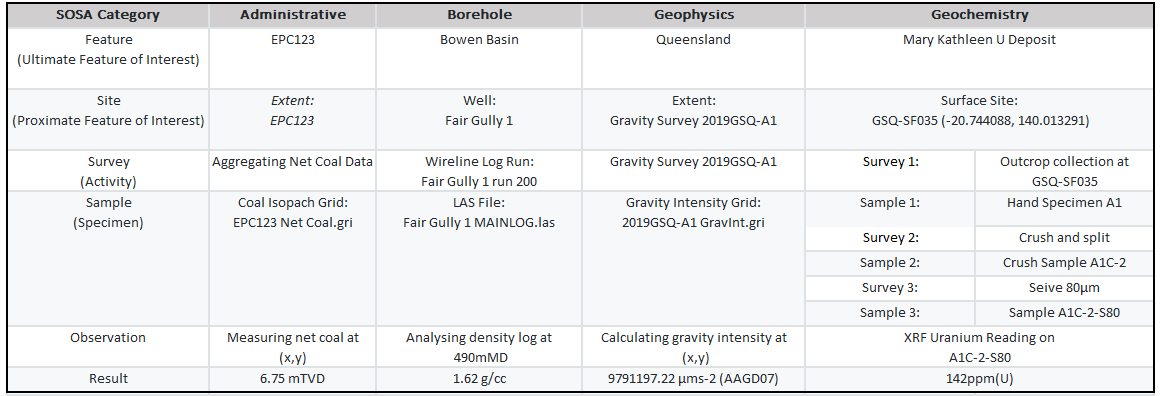 SOSA Category Administrative Borehole Geophysics Geochemistry
Feature EPC123 Bowen Basin Queensland Mary Kathleen U Deposit
(Ultimate Feature of Interest)
Site Extent: Well: Extent: Surface Site:
(Proximate Feature of Interest) EPC123 Fair Gully 1 Gravity Survey 2019GSQ-A1 GSQ-SF035 (-20.744088, 140.013291)
Survey Aggregating Net Coal Data Wireline Log Run: Gravity Survey 2019GSQ-A1 Survey 1: Outcrop collection at
(Activity) Fair Gully 1 run 200 GSQ-SF035
Sample Coal Isopach Grid: LAS File: Gravity Intensity Grid: Sample 1: Hand Specimen A1
(Specimen) EPC123 Net Coal.gri Fair Gully 1 MAINLOG.las 2019GSQ-A1 GravInt.gri
Survey 2: Crush and split
Sample 2: Crush Sample A1C-2
Survey 3: Seive 80µm
Sample 3: Sample A1C-2-S80
Observation Measuring net coal at Analysing density log at Calculating gravity intensity at XRF Uranium Reading on
(x,y) 490mMD (x,y) A1C-2-S80
Result 6.75 mTVD 1.62 g/cc 9791197.22 µms-2 (AAGD07) 142ppm(U)